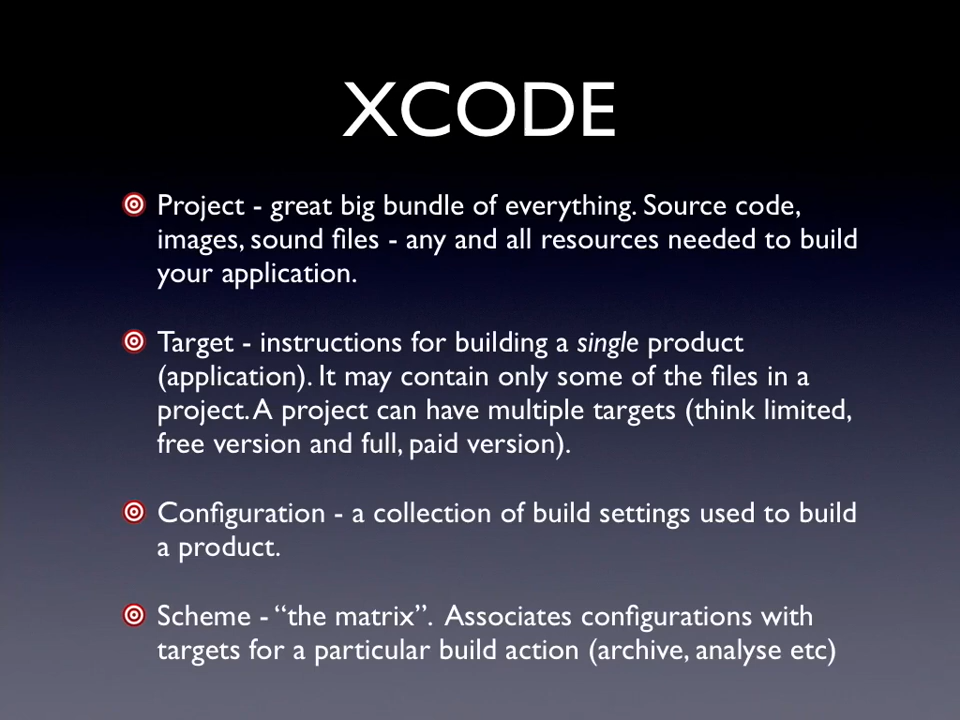 XCODE
Project - great big bundle of everything. Source code,
images, sound files - any and all resources needed to build
your application.
Target - instructions for building a single product
(application). It may contain only some of the files in a
project. A project can have multiple targets (think limited,
free version and full, paid version).
Configuration - a collection of build settings used to build
a product.
Scheme - “the matrix”.  Associates configurations with
targets for a particular build action (archive, analyse etc)